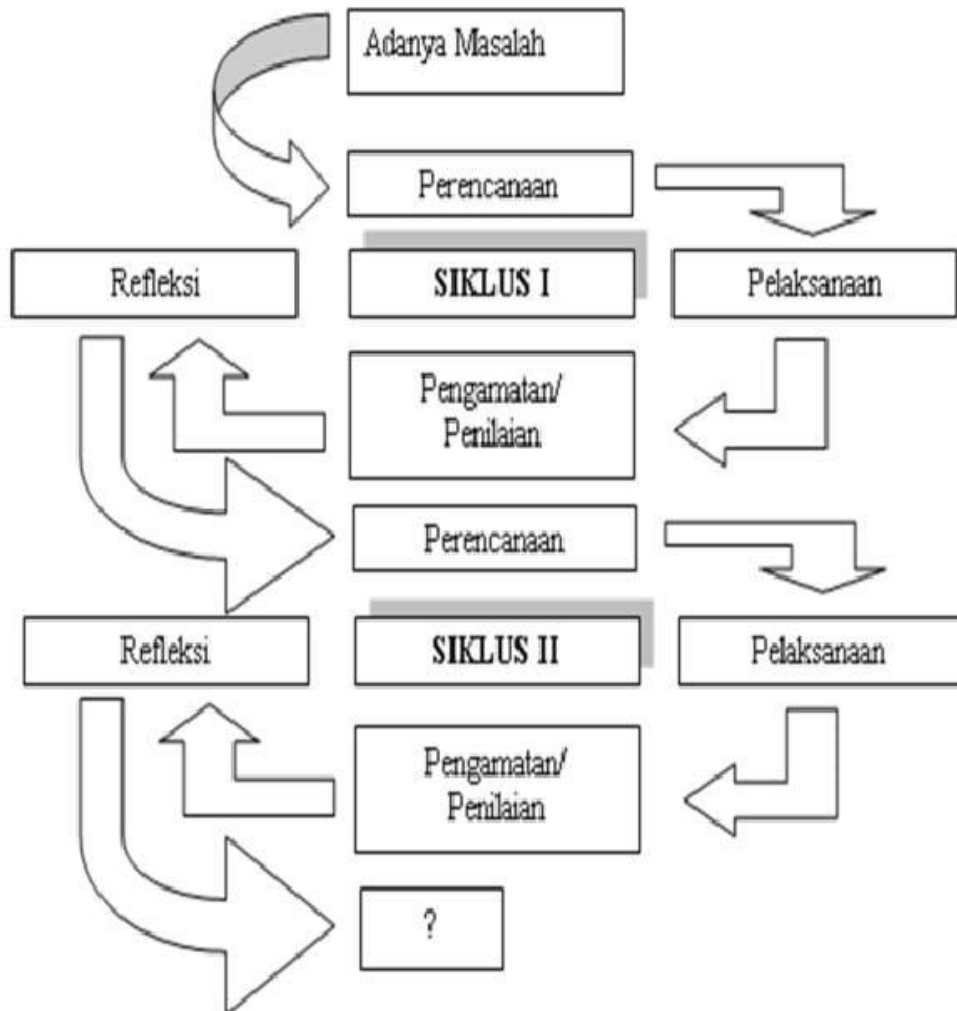 Adanya Masalah
Perencanaan
Refleksi
SIKLUS I
Pelaksanaan
Pengamatan/
Penilaian
Perencanaan
Refleksi
SIKLUS II
Pelaksanaan
Pengamatan/
Penilaian
?